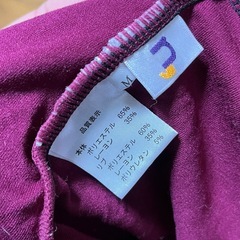 M
品質表示
本体 ポリエステル 65%
レーヨン 35%
リブ ポリエステル 60%
レーヨン 35%
ポリウレタン 5%